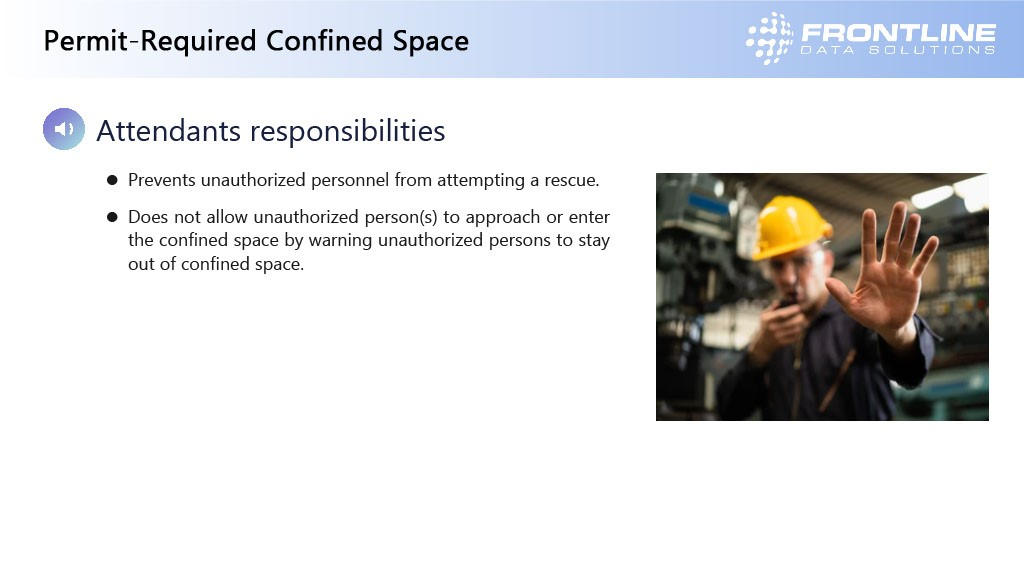 Permit-Required Confined Space
FRONTLINE
DATA SOLUTIONS
Attendants responsibilities
● Prevents unauthorized personnel from attempting a rescue.
● Does not allow unauthorized person(s) to approach or enter
the confined space by warning unauthorized persons to stay
out of confined space.